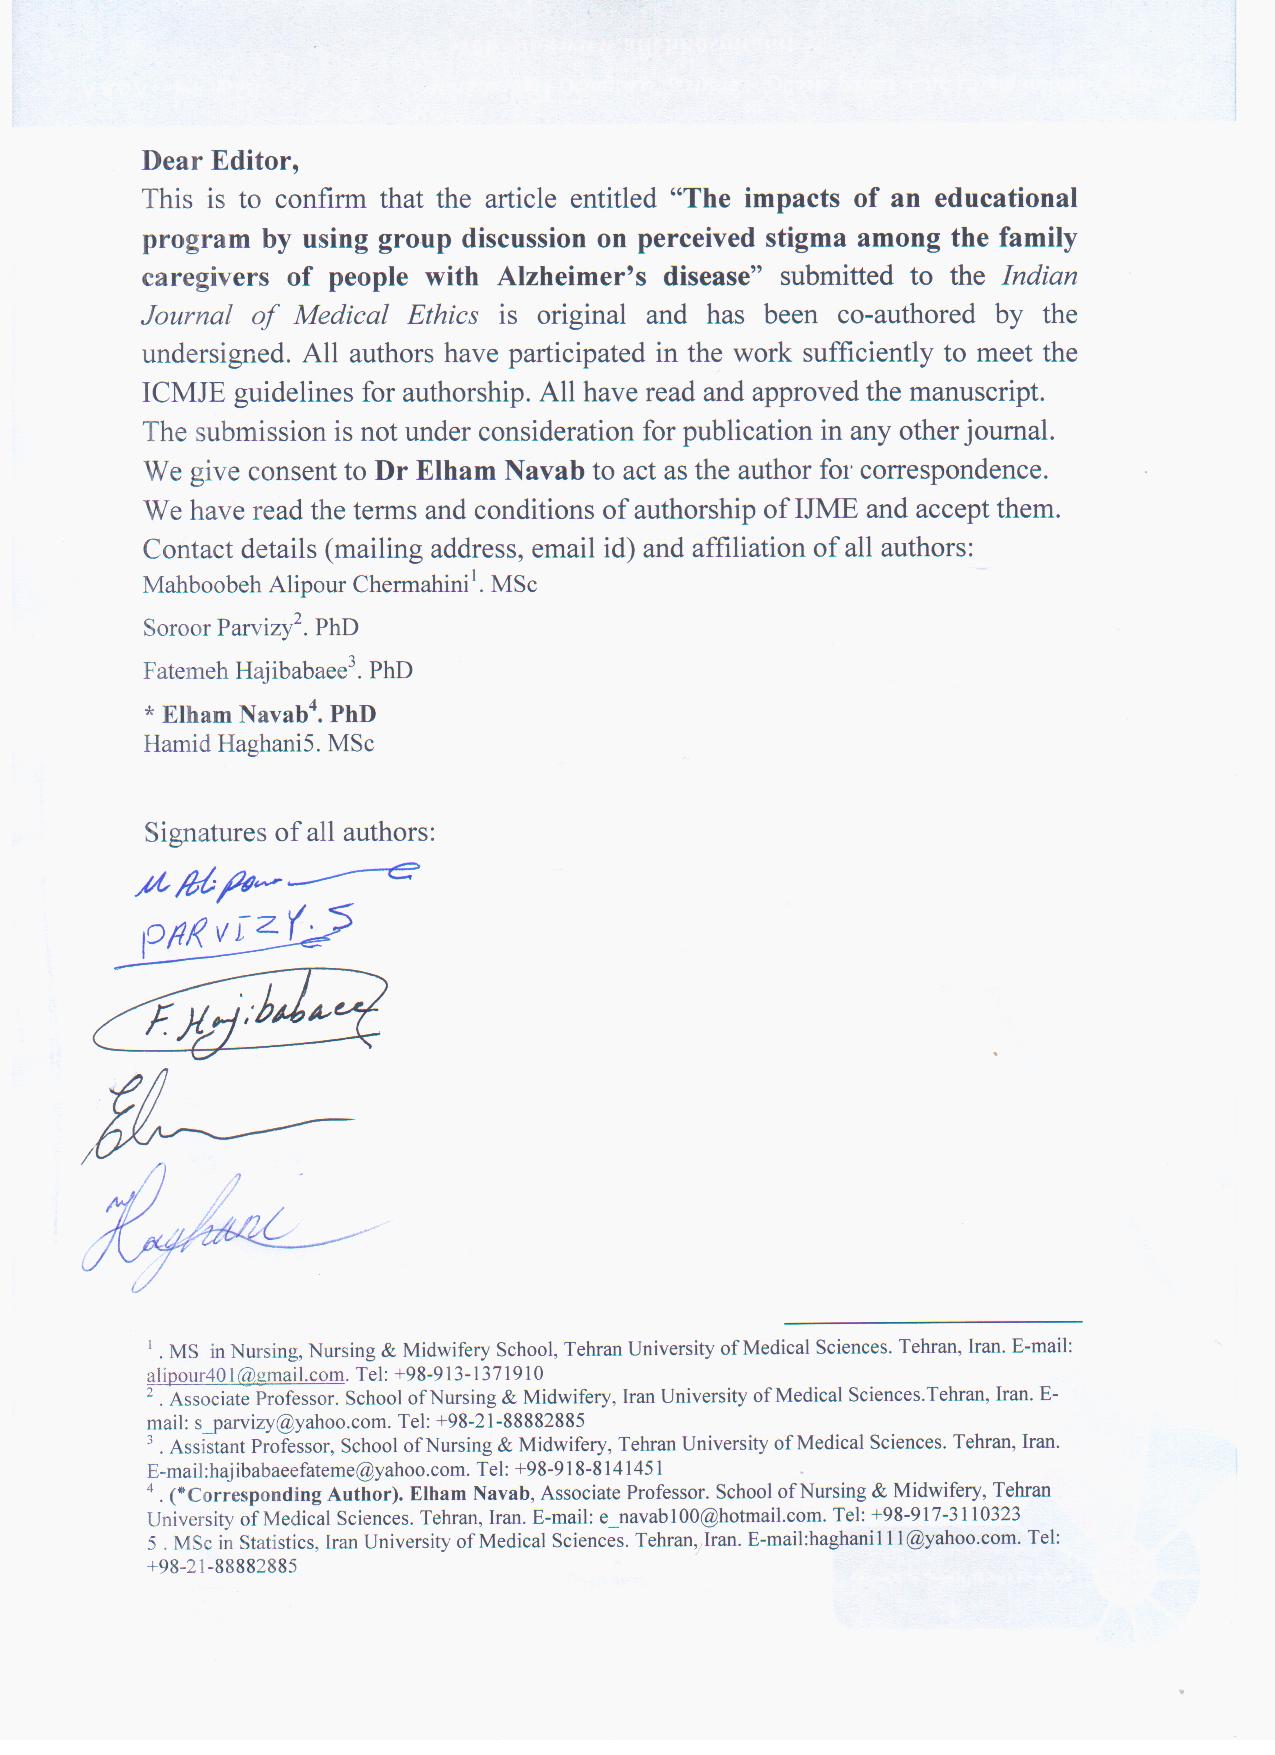 Dear Editor,
This is to confirm that the article entitled “The impacts of an educational
program by using group discussion on perceived stigma among the family
caregivers of people with Alzheimer’s disease” submitted to the Indian
Journal of Medical Ethics is original and has been co-authored by the
undersigned. All authors have participated in the work sufficiently to meet the
ICMJE guidelines for authorship. All have read and approved the manuscript.
The submission is not under consideration for publication in any other journal.
We give consent to Dr Elham Navab to act as the author for correspondence.
We have read the terms and conditions of authorship of IJME and accept them.
Contact details (mailing address, email id) and affiliation of all authors:
Mahboobeh Alipour Chermahini1. MSc
Soroor Parvizy2. PhD
Fatemeh Hajibabaee3. PhD
* Elham Navab4. PhD
Hamid Haghani5. MSc
Signatures of all authors:
M Alipour
PARVIZY.S
F. Hajibabaee
Haghani
1 . MS in Nursing, Nursing & Midwifery School, Tehran University of Medical Sciences. Tehran, Iran. E-mail:
alipour401@gmail.com. Tel: +98-913-1371910
2 . Associate Professor. School of Nursing & Midwifery, Iran University of Medical Sciences.Tehran, Iran. E-
mail: s_parvizy@yahoo.com. Tel: +98-21-88882885
3 . Assistant Professor, School of Nursing & Midwifery, Tehran University of Medical Sciences. Tehran, Iran.
E-mail:hajibabaeefateme@yahoo.com. Tel: +98-918-8141451
4 . (*Corresponding Author). Elham Navab, Associate Professor. School of Nursing & Midwifery, Tehran
University of Medical Sciences. Tehran, Iran. E-mail: e_navab100@hotmail.com. Tel: +98-917-3110323
5 . MSc in Statistics, Iran University of Medical Sciences. Tehran, Iran. E-mail:haghani111@yahoo.com. Tel:
+98-21-88882885